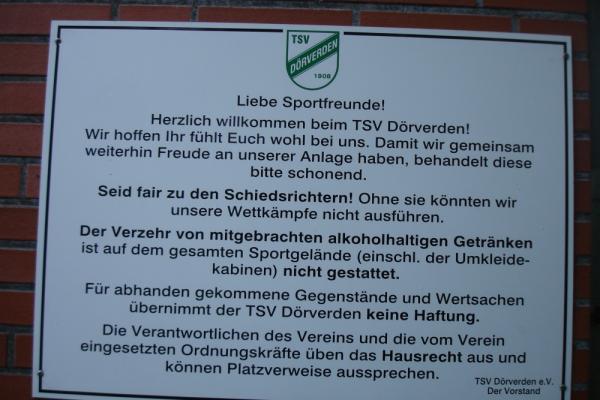 TSV
DÖRVERDEN
1908
Liebe Sportfreunde!
Herzlich willkommen beim TSV Dörverden!
Wir hoffen Ihr fühlt Euch wohl bei uns. Damit wir gemeinsam
weiterhin Freude an unserer Anlage haben, behandelt diese
bitte schonend.
Seid fair zu den Schiedsrichtern! Ohne sie könnten wir
unsere Wettkämpfe nicht ausführen.
Der Verzehr von mitgebrachten alkoholhaltigen Getränken
ist auf dem gesamten Sportgelände (einschl. der Umkleide-
kabinen) nicht gestattet.
Für abhanden gekommene Gegenstände und Wertsachen
übernimmt der TSV Dörverden keine Haftung.
Die Verantwortlichen des Vereins und die vom Verein
eingesetzten Ordnungskräfte üben das Hausrecht aus und
können Platzverweise aussprechen.
TSV Dörverden e.V.
Der Vorstand